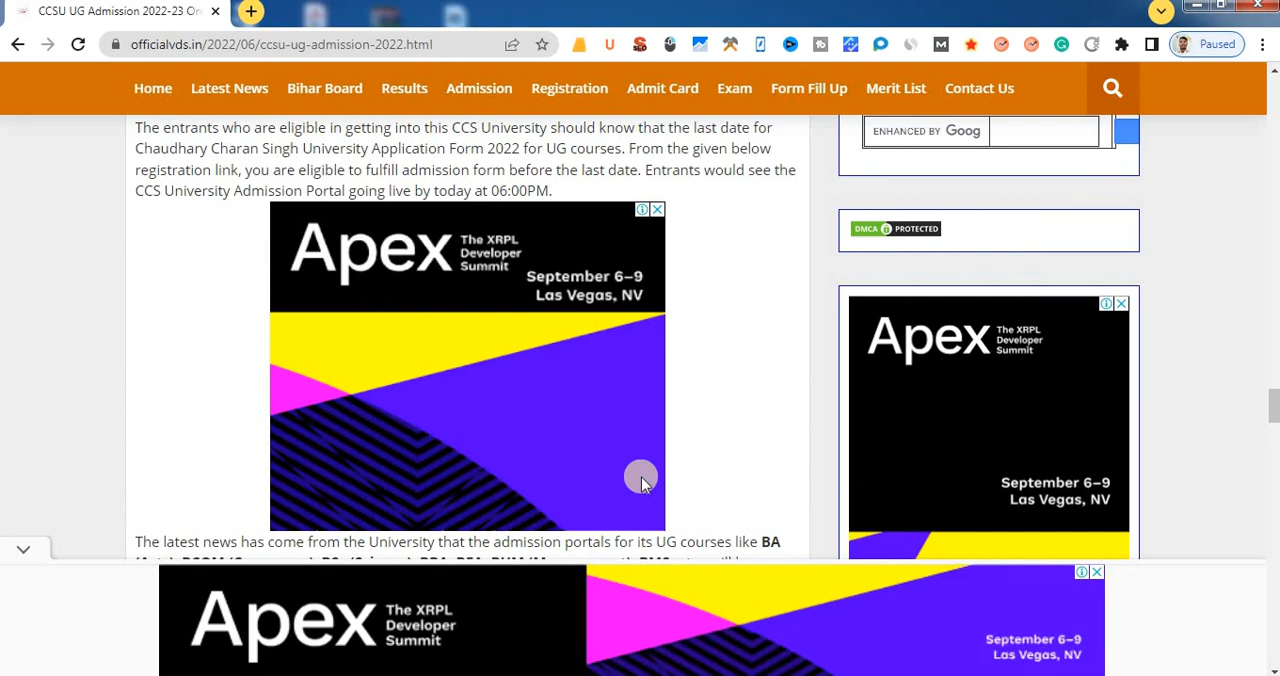 CCSU UG Admission 2022-23 On
officialvds.in/2022/06/ccsu-ug-admission-2022.html
Paused
Home Latest News Bihar Board Results Admission Registration Admit Card Exam Form Fill Up Merit List Contact Us
The entrants who are eligible in getting into this CCS University should know that the last date for
Chaudhary Charan Singh University Application Form 2022 for UG courses. From the given below
registration link, you are eligible to fulfill admission form before the last date. Entrants would see the
CCS University Admission Portal going live by today at 06:00PM.
Apex
The XRPL
Developer
Summit
September 6–9
Las Vegas, NV
The latest news has come from the University that the admission portals for its UG courses like BA
ENHANCED BY Goog
DMCA PROTECTED
Apex
The XRPL
Developer
Summit
September 6–9
Las Vegas, NV
Apex
The XRPL
Developer
Summit
September 6–9
Las Vegas, NV